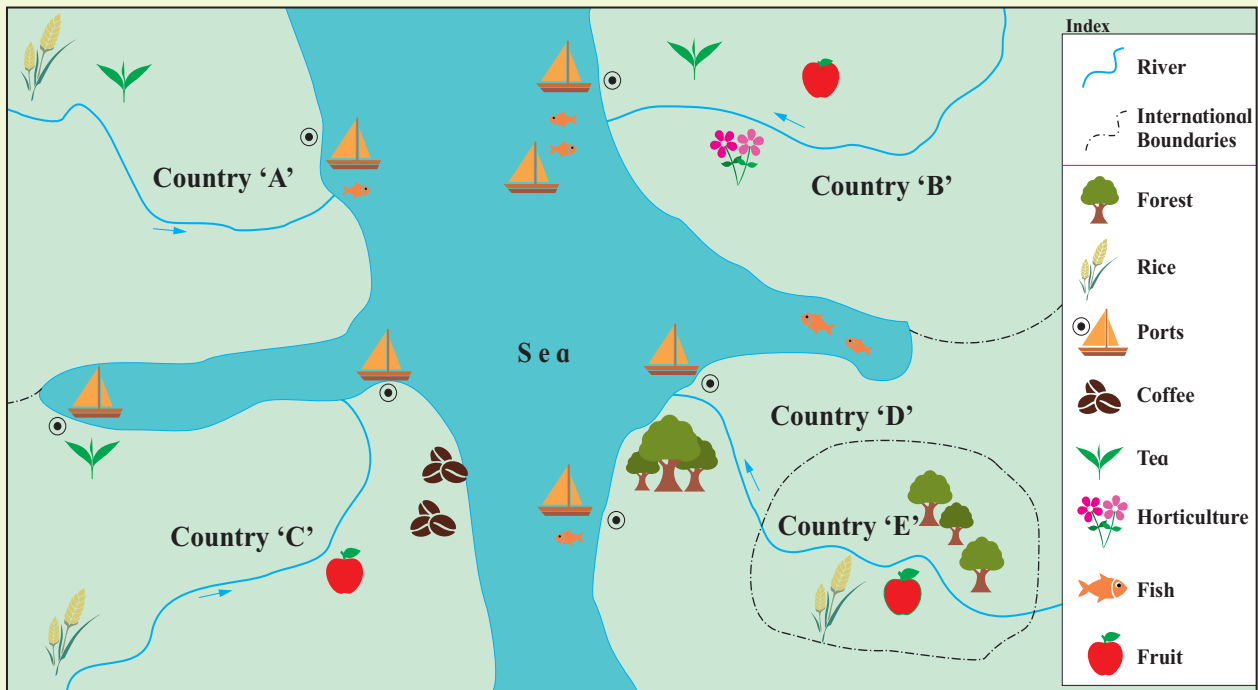 Index
River
International
Boundaries
Forest
Rice
Ports
Coffee
Tea
Horticulture
Fish
Fruit
Country ‘A’
Country ‘B’
Sea
Country ‘D’
Country ‘C’
Country ‘E’